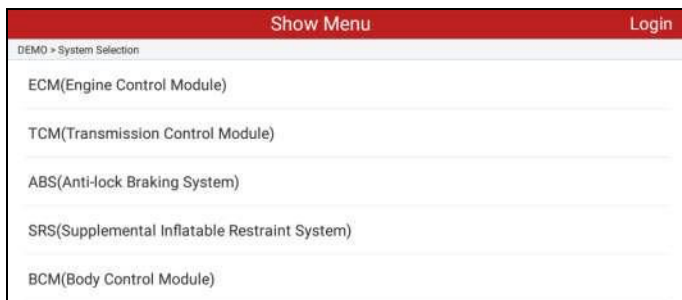 Show Menu Login
DEMO > System Selection
ECM(Engine Control Module)
TCM(Transmission Control Module)
ABS(Anti-lock Braking System)
SRS(Supplemental Inflatable Restraint System)
BCM(Body Control Module)